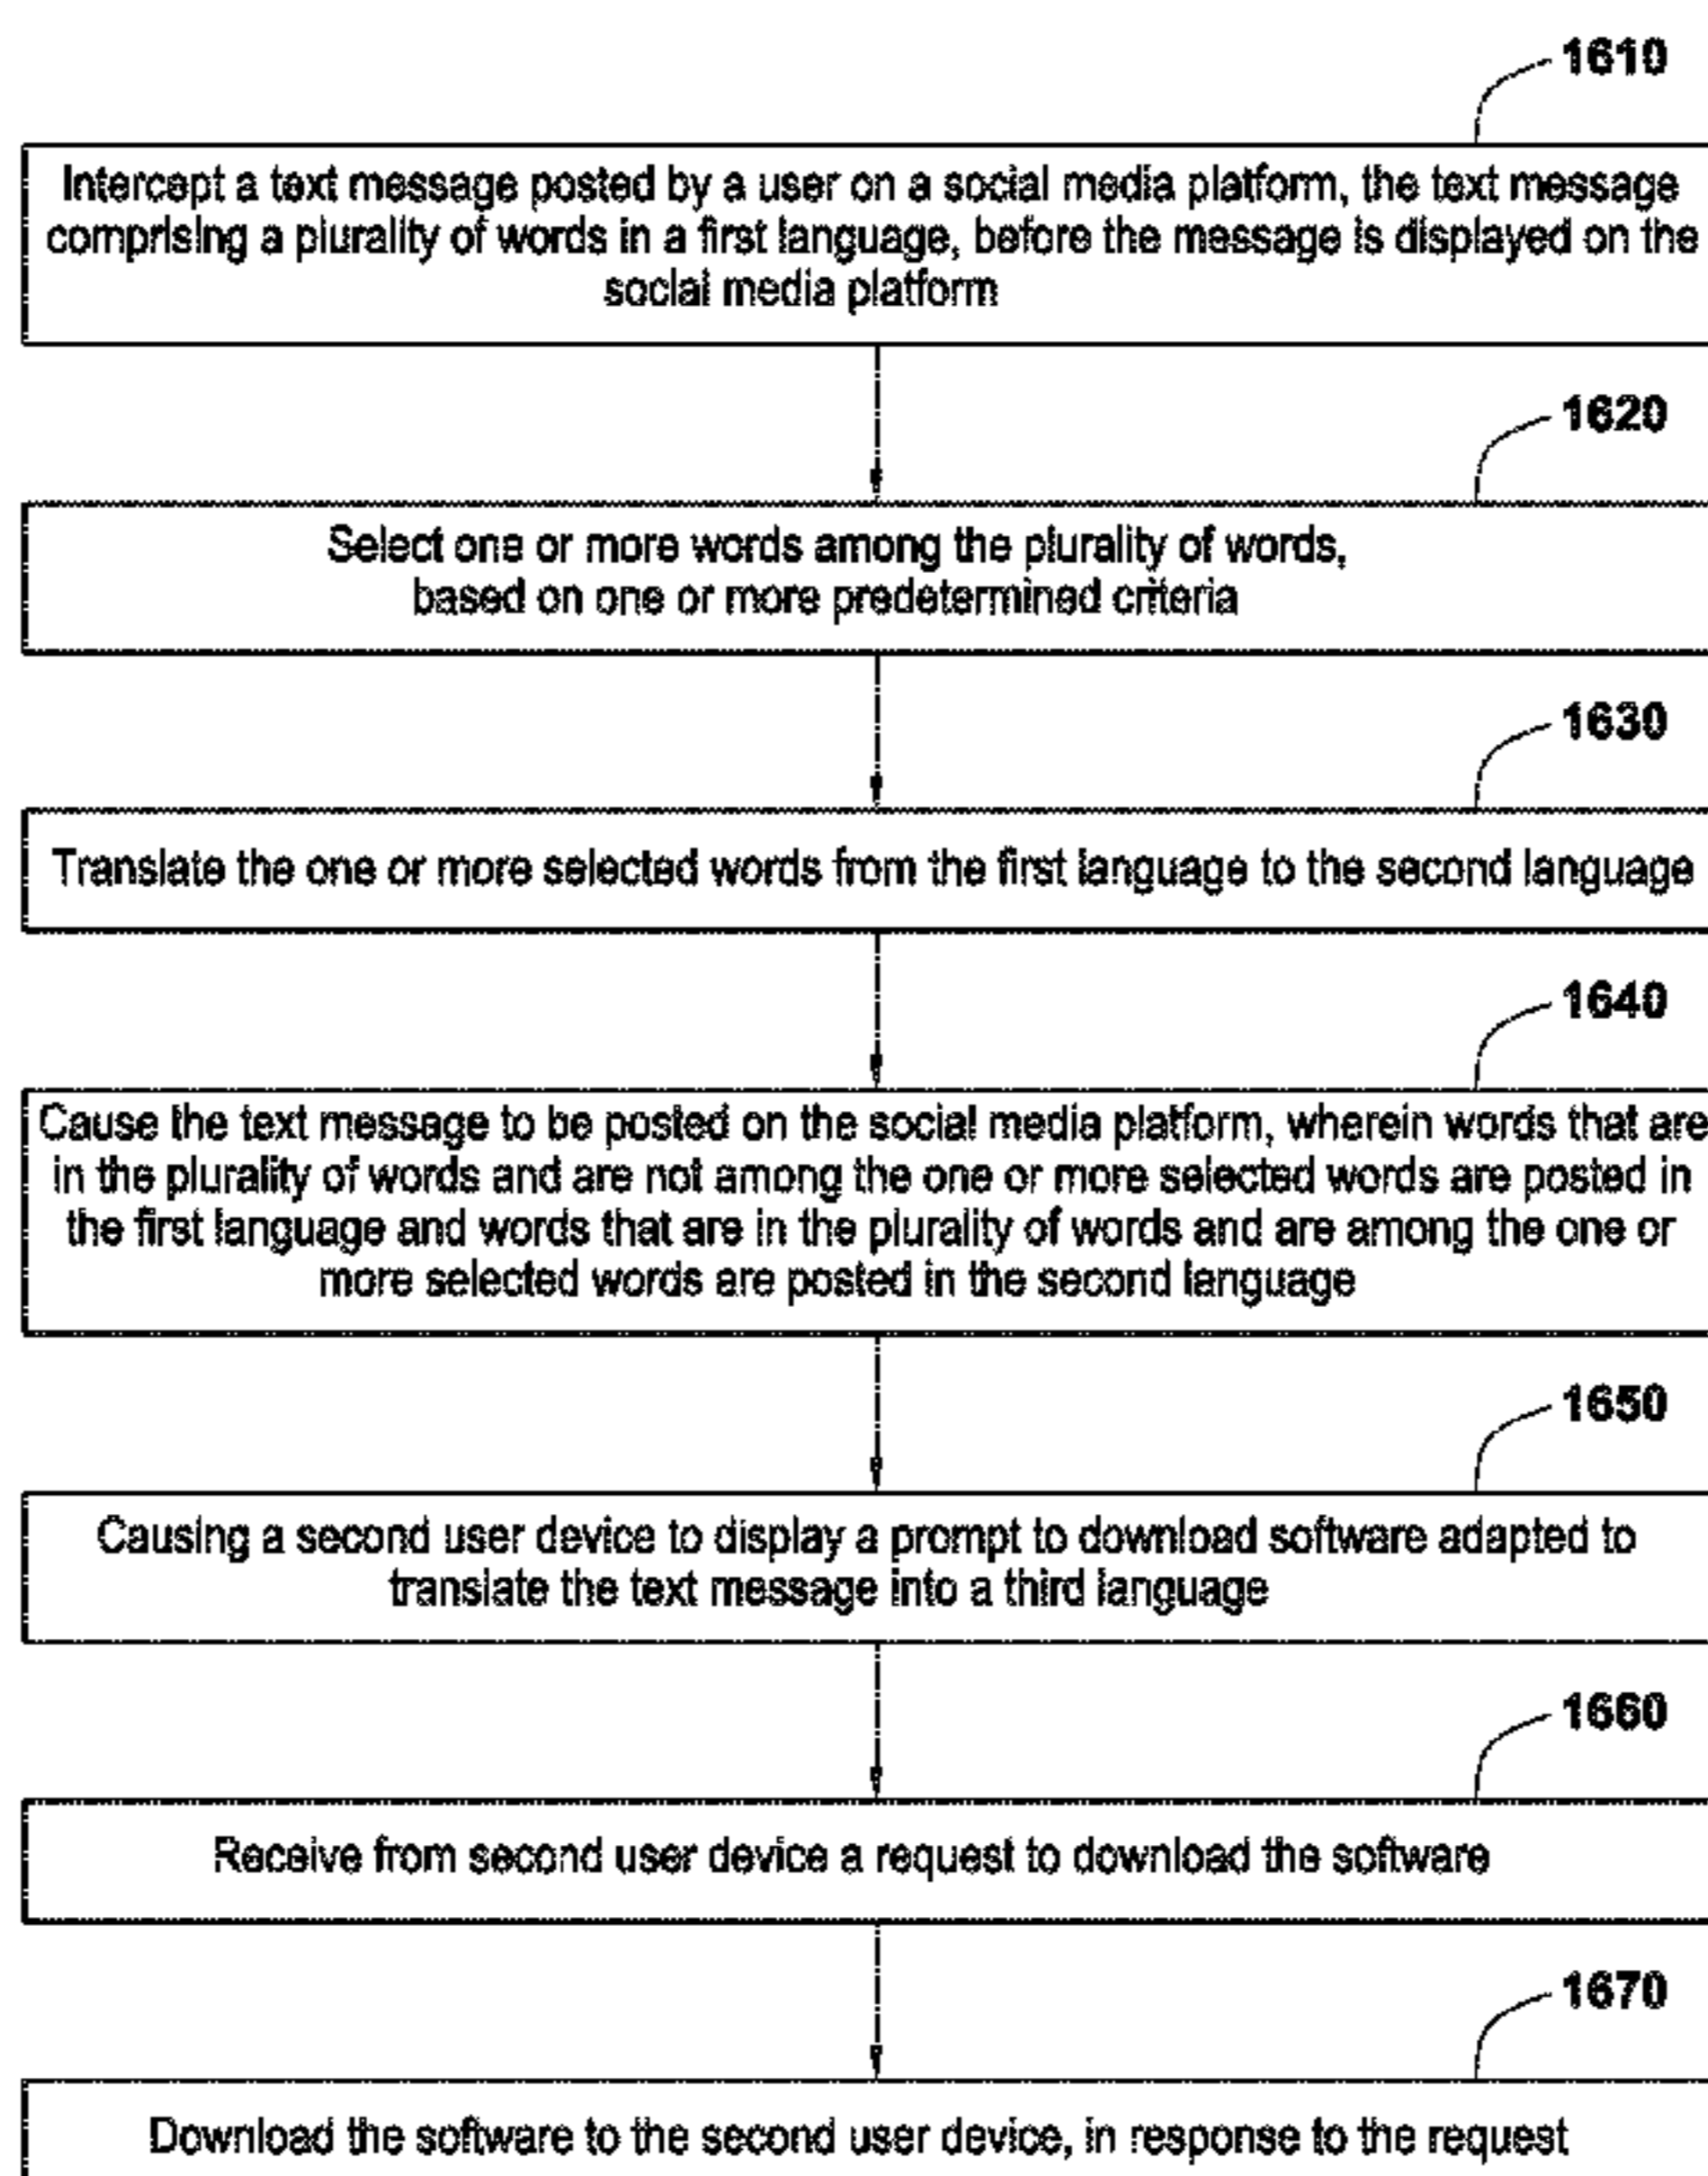 1610
Intercept a text message posted by a user on a social media platform, the text message
comprising a plurality of words in a first language, before the message is displayed on the
social media platform
1620
Select one or more words among the plurality of words,
based on one or more predetermined criteria
1630
Translate the one or more selected words from the first language to the second language
1640
Cause the text message to be posted on the social media platform, wherein words that are
in the plurality of words and are not among the one or more selected words are posted in
the first language and words that are in the plurality of words and are among the one or
more selected words are posted in the second language
1650
Causing a second user device to display a prompt to download software adapted to
translate the text message into a third language
1660
Receive from second user device a request to download the software
1670
Download the software to the second user device, in response to the request